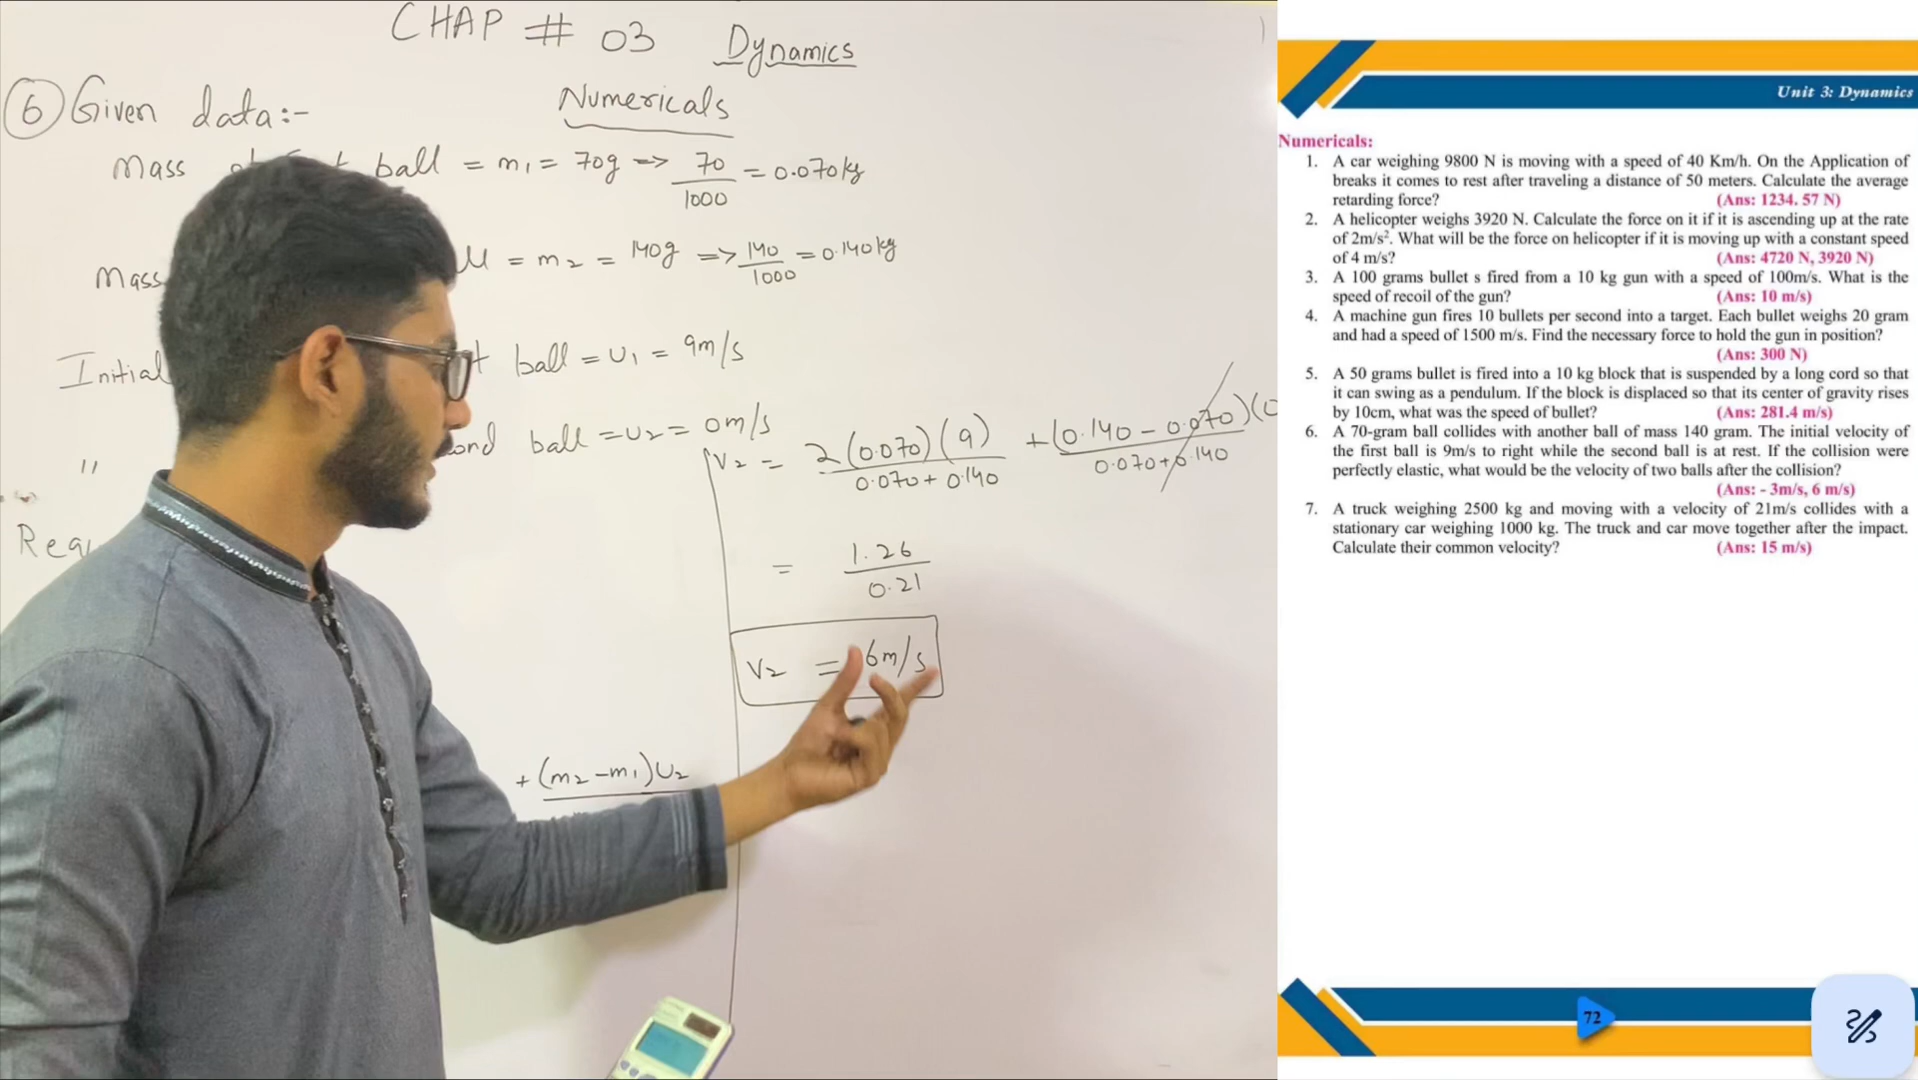 CHAP # 03 Dynamics
Numericals
6 Given data:-
Mass ball = m₁ = 70g => 70/1000 = 0.070kg
Mass = m₂ = 140g => 140/1000 = 0.140kg
Initial ball = U₁ = 9m/s
" ball = U₂ = 0m/s
V₂ = 2(0.070)(9)/0.070+0.140 + (0.140 - 0.070)(0/0.070+0.140
= 1.26/0.21
V₂ = 6m/s
+ (m₂ - m₁)U₂
Unit 3: Dynamics
Numericals:
1. A car weighing 9800 N is moving with a speed of 40 Km/h. On the Application of
breaks it comes to rest after traveling a distance of 50 meters. Calculate the average
retarding force? (Ans: 1234. 57 N)
2. A helicopter weighs 3920 N. Calculate the force on it if it is ascending up at the rate
of 2m/s². What will be the force on helicopter if it is moving up with a constant speed
of 4 m/s? (Ans: 4720 N, 3920 N)
3. A 100 grams bullet s fired from a 10 kg gun with a speed of 100m/s. What is the
speed of recoil of the gun? (Ans: 10 m/s)
4. A machine gun fires 10 bullets per second into a target. Each bullet weighs 20 gram
and had a speed of 1500 m/s. Find the necessary force to hold the gun in position?
(Ans: 300 N)
5. A 50 grams bullet is fired into a 10 kg block that is suspended by a long cord so that
it can swing as a pendulum. If the block is displaced so that its center of gravity rises
by 10cm, what was the speed of bullet? (Ans: 281.4 m/s)
6. A 70-gram ball collides with another ball of mass 140 gram. The initial velocity of
the first ball is 9m/s to right while the second ball is at rest. If the collision were
perfectly elastic, what would be the velocity of two balls after the collision?
(Ans: - 3m/s, 6 m/s)
7. A truck weighing 2500 kg and moving with a velocity of 21m/s collides with a
stationary car weighing 1000 kg. The truck and car move together after the impact.
Calculate their common velocity? (Ans: 15 m/s)
72